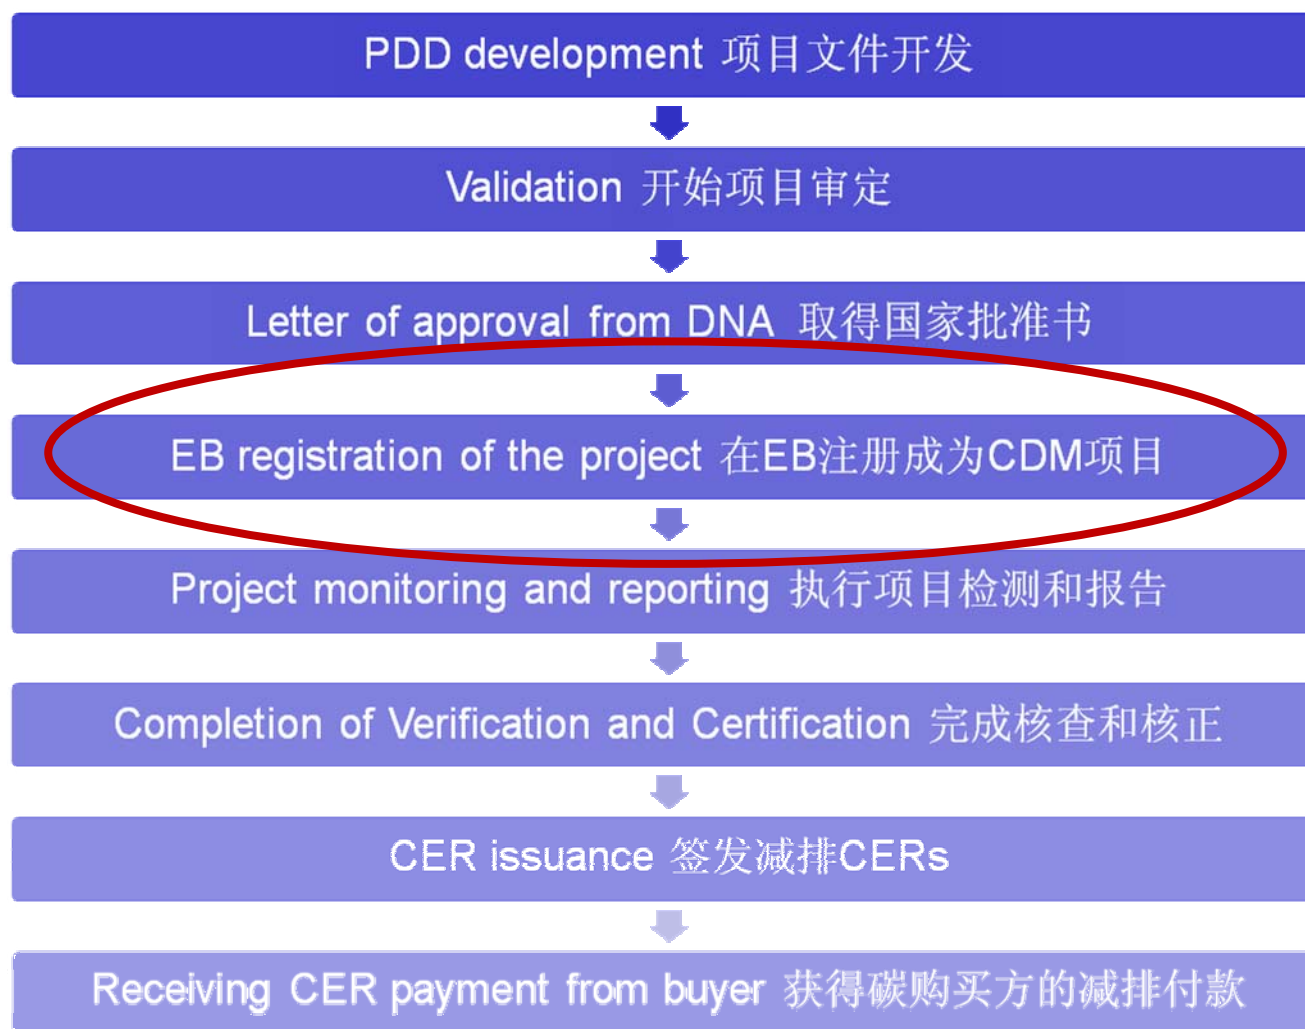 PDD development 项目文件开发
Validation 开始项目审定
Letter of approval from DNA 取得国家批准书
EB registration of the project 在EB注册成为CDM项目
Project monitoring and reporting 执行项目检测和报告
Completion of Verification and Certification 完成核查和核正
CER issuance 签发减排CERs
Receiving CER payment from buyer 获得碳购买方的减排付款